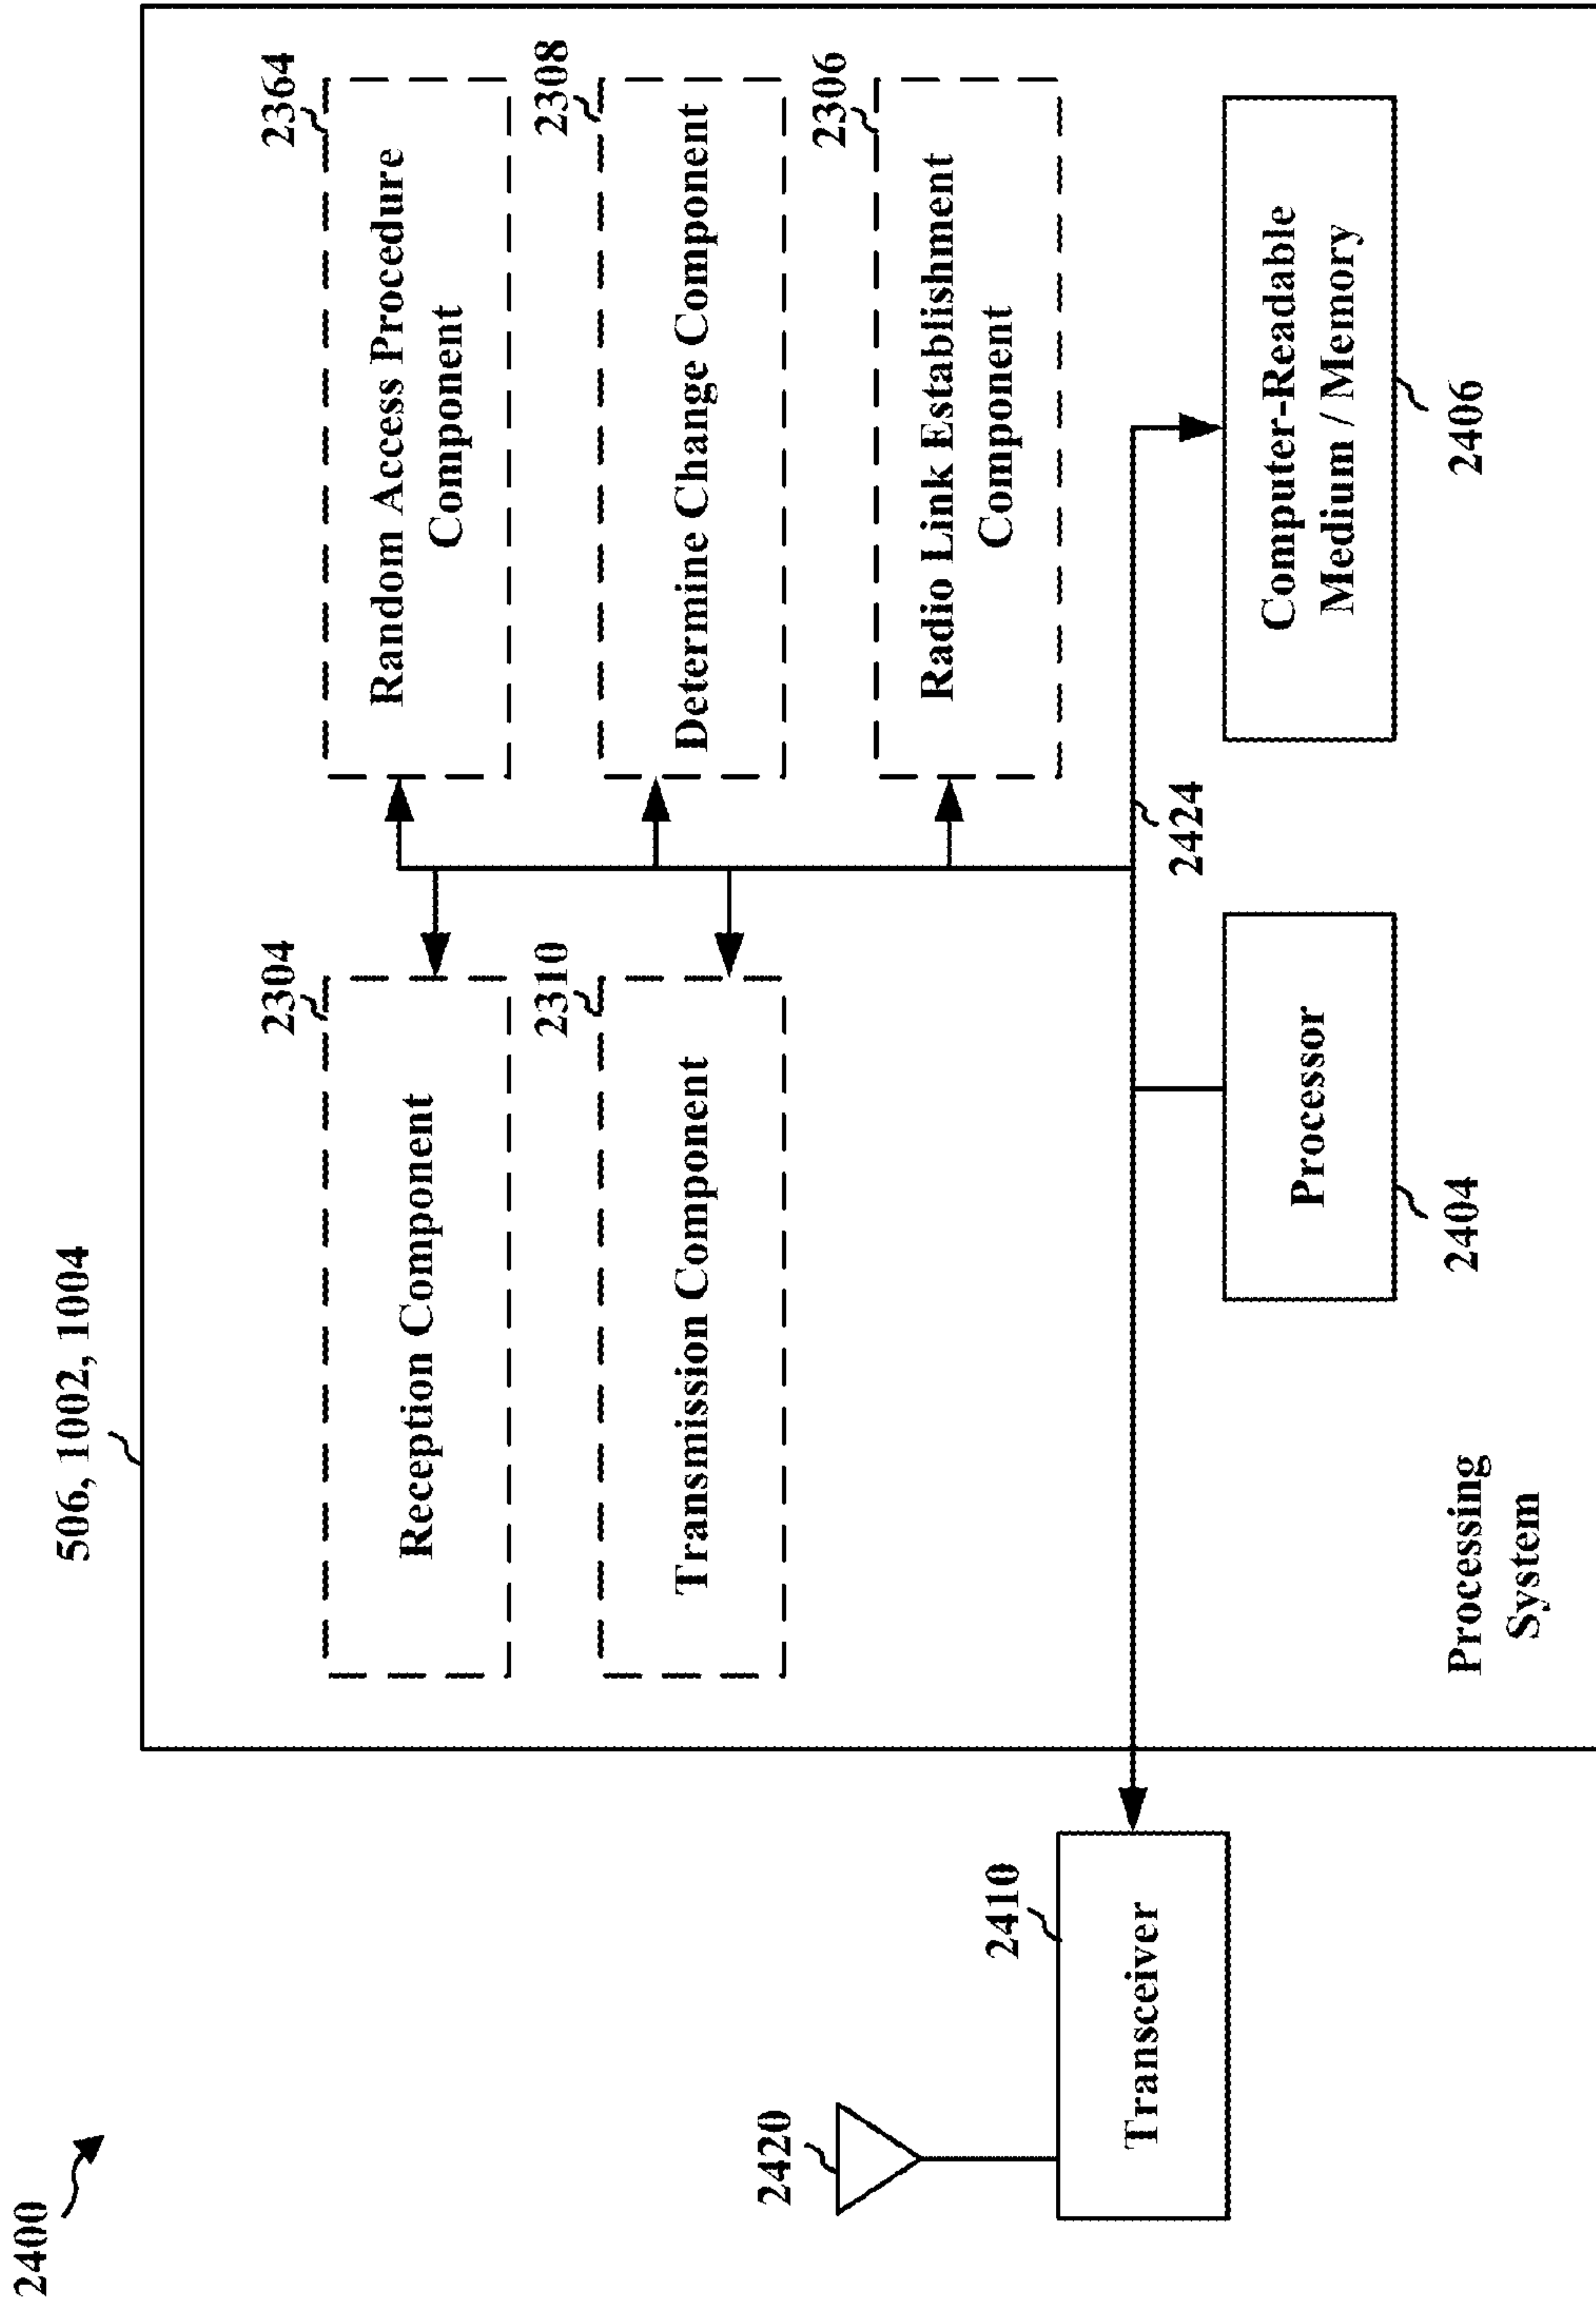 2400
506, 1002, 1004
2304
Reception Component
2364
Random Access Procedure
Component
2310
Transmission Component
2308
Determine Change Component
2306
Radio Link Establishment
Component
2420
2410
Transceiver
2424
Processor
2404
Computer-Readable
Medium / Memory
2406
Processing
System